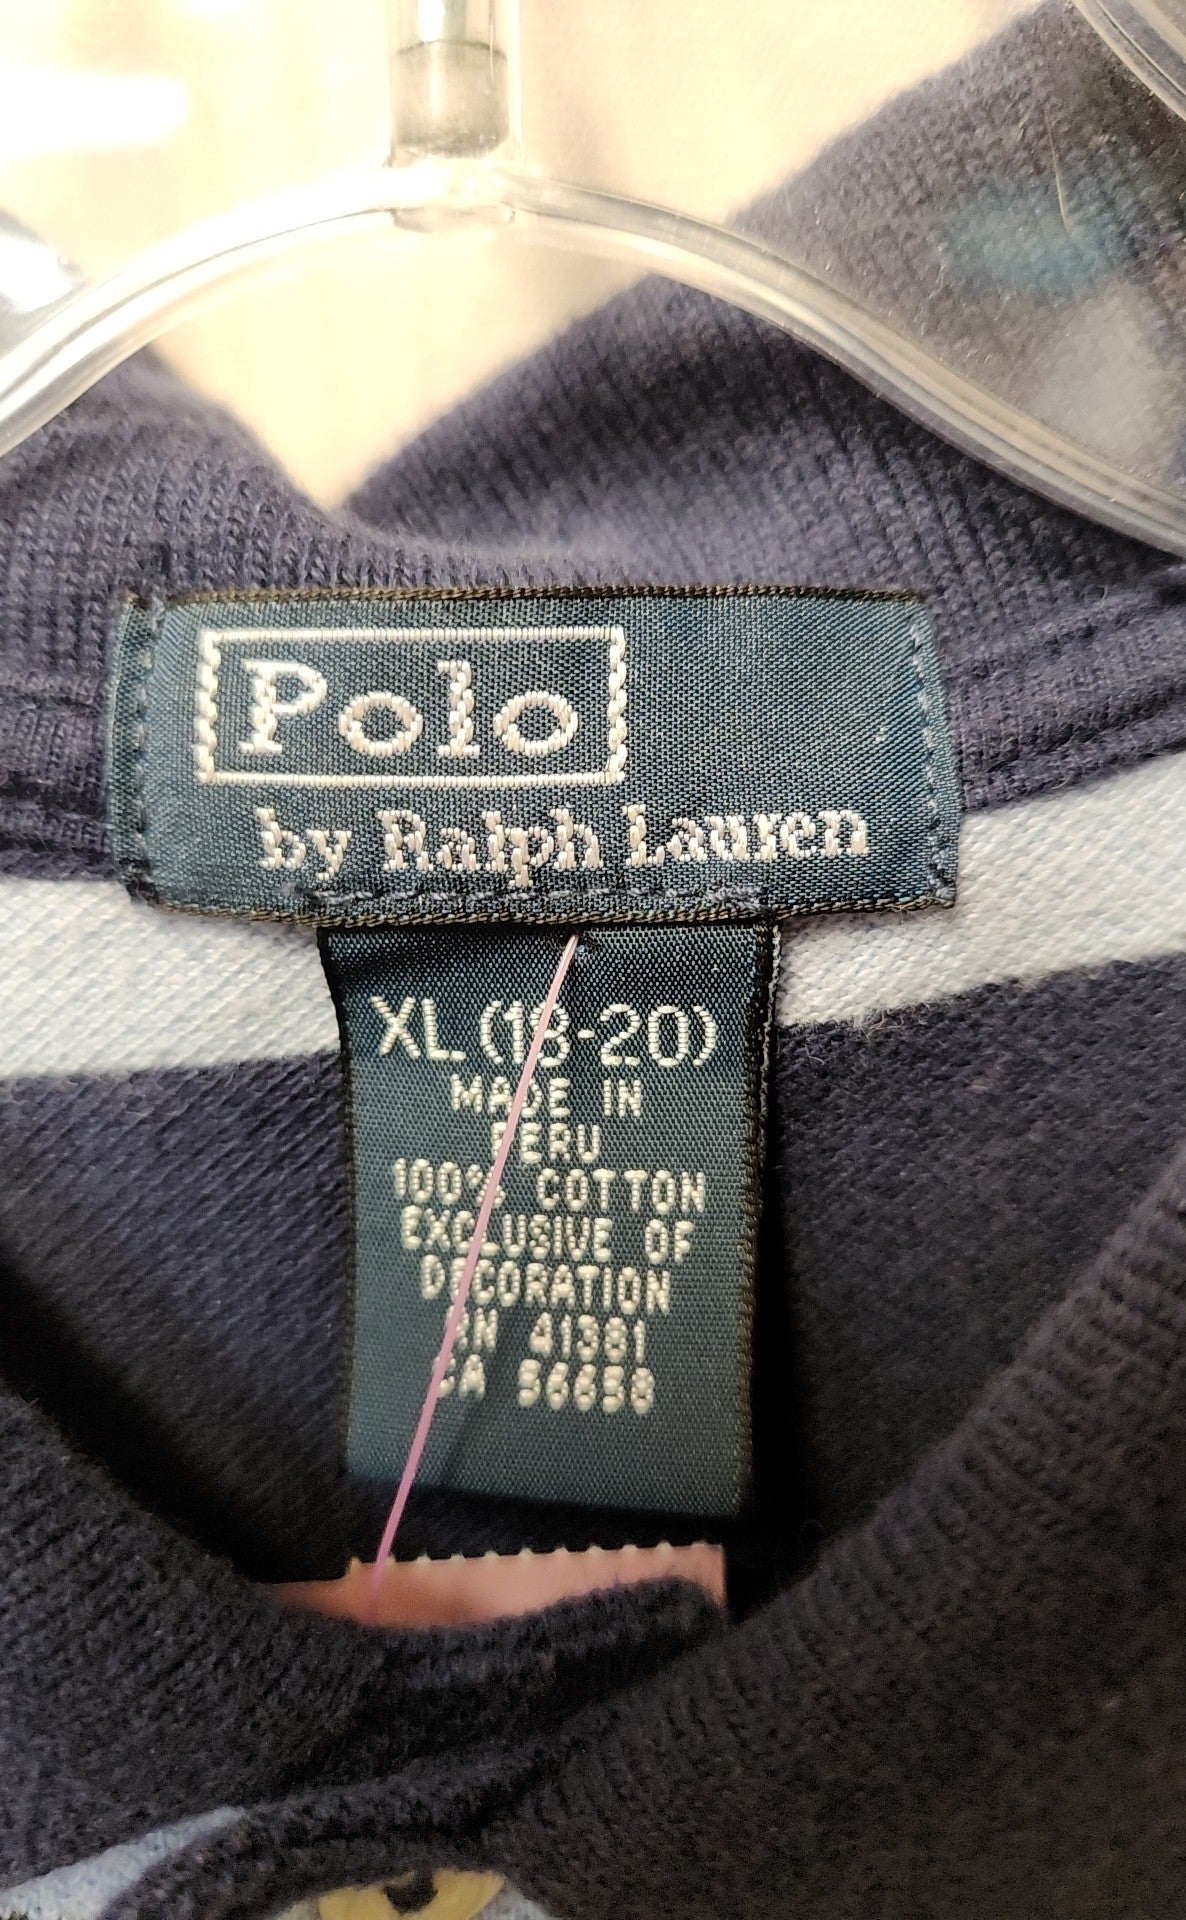 Polo
by Ralph Lauren
XL (18-20)
MADE IN
PERU
100% COTTON
EXCLUSIVE OF
DECORATION
RN 41381
CA 56658